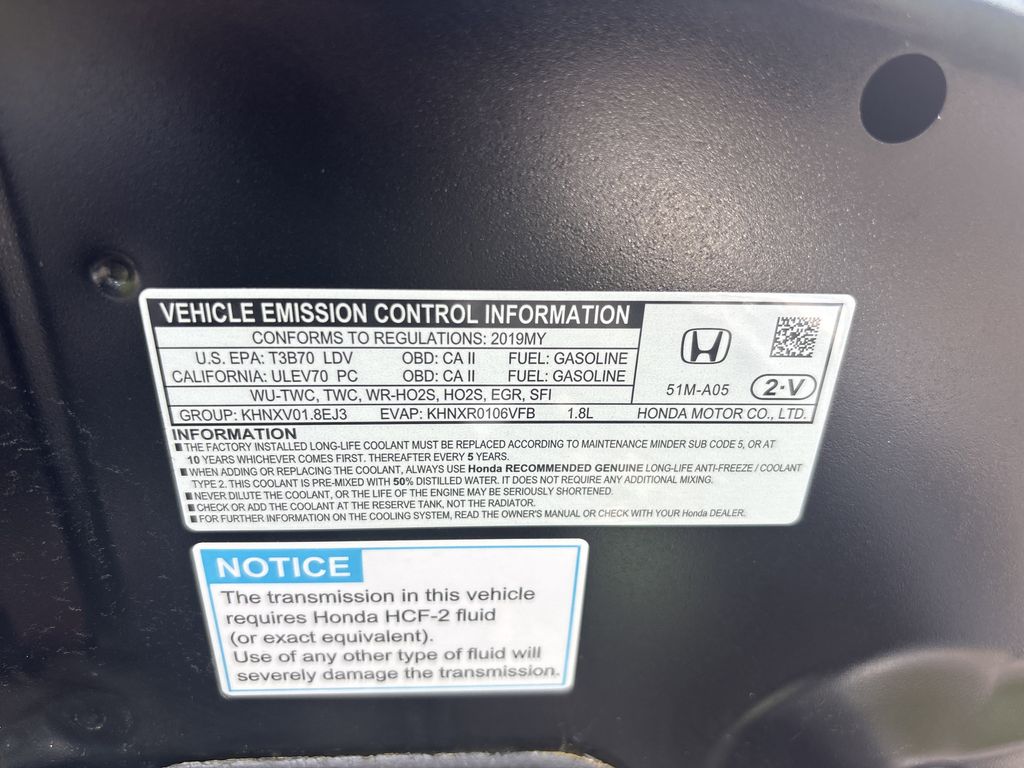 VEHICLE EMISSION CONTROL INFORMATION
CONFORMS TO REGULATIONS: 2019MY
U.S. EPA: T3B70 LDV OBD: CA II FUEL: GASOLINE
CALIFORNIA: ULEV70 PC OBD: CA II FUEL: GASOLINE
WU-TWC, TWC, WR-HO2S, HO2S, EGR, SFI
51M-A05 2·V
GROUP: KHNXV01.8EJ3 EVAP: KHNXR0106VFB 1.8L HONDA MOTOR CO., LTD.
INFORMATION
■ THE FACTORY INSTALLED LONG-LIFE COOLANT MUST BE REPLACED ACCORDING TO MAINTENANCE MINDER SUB CODE 5, OR AT
10 YEARS WHICHEVER COMES FIRST. THEREAFTER EVERY 5 YEARS.
■ WHEN ADDING OR REPLACING THE COOLANT, ALWAYS USE Honda RECOMMENDED GENUINE LONG-LIFE ANTI-FREEZE / COOLANT
TYPE 2. THIS COOLANT IS PRE-MIXED WITH 50% DISTILLED WATER. IT DOES NOT REQUIRE ANY ADDITIONAL MIXING.
■ NEVER DILUTE THE COOLANT, OR THE LIFE OF THE ENGINE MAY BE SERIOUSLY SHORTENED.
■ CHECK OR ADD THE COOLANT AT THE RESERVE TANK, NOT THE RADIATOR.
■ FOR FURTHER INFORMATION ON THE COOLING SYSTEM, READ THE OWNER'S MANUAL OR CHECK WITH YOUR Honda DEALER.
NOTICE
The transmission in this vehicle
requires Honda HCF-2 fluid
(or exact equivalent).
Use of any other type of fluid will
severely damage the transmission.